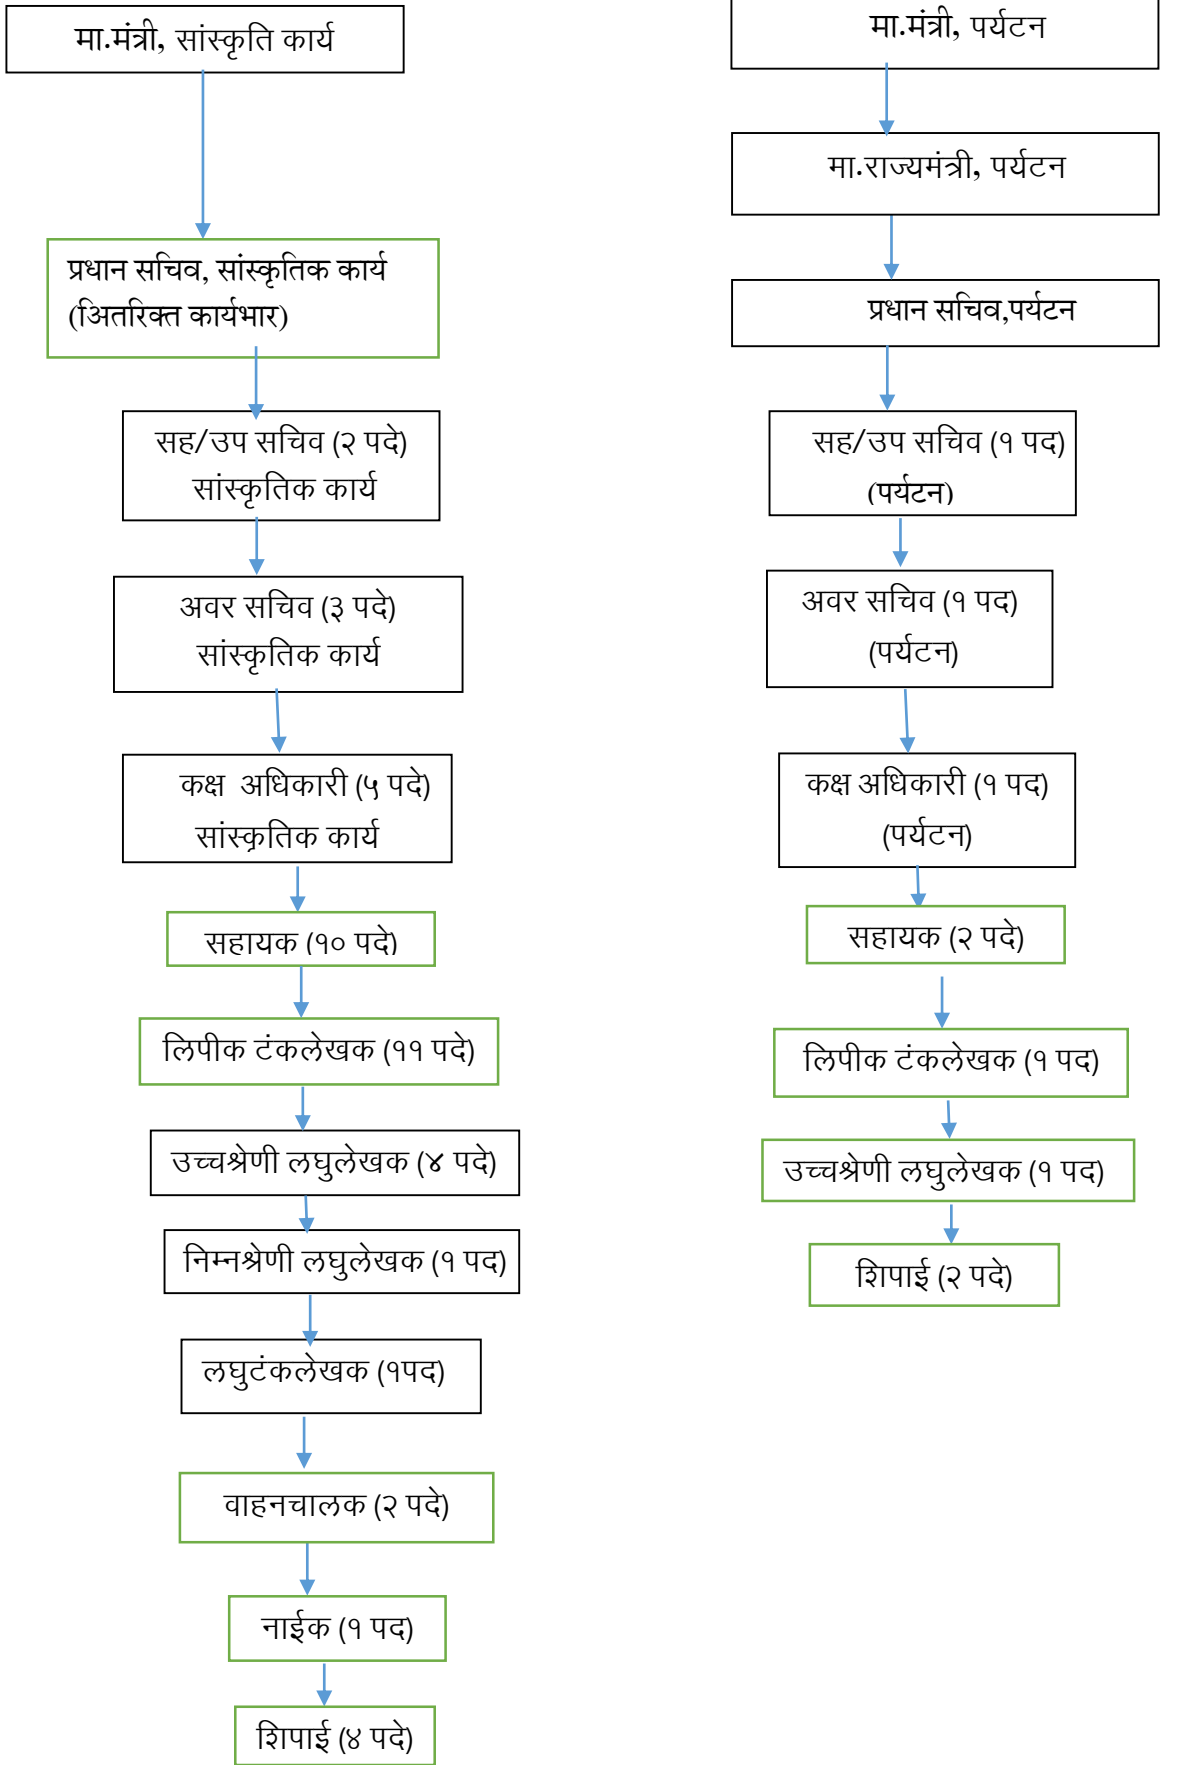 मा.मंत्री, सांस्कृति कार्य
प्रधान सचिव, सांस्कृतिक कार्य
(अितरिक्त कार्यभार)
सह/उप सचिव (२ पदे)
सांस्कृतिक कार्य
अवर सचिव (३ पदे)
सांस्कृतिक कार्य
कक्ष अधिकारी (५ पदे)
सांस्कृतिक कार्य
सहायक (१० पदे)
लिपीक टंकलेखक (११ पदे)
उच्चश्रेणी लघुलेखक (४ पदे)
निम्नश्रेणी लघुलेखक (१ पद)
लघुटंकलेखक (१पद)
वाहनचालक (२ पदे)
नाईक (१ पद)
शिपाई (४ पदे)
मा.मंत्री, पर्यटन
मा.राज्यमंत्री, पर्यटन
प्रधान सचिव,पर्यटन
सह/उप सचिव (१ पद)
(पर्यटन)
अवर सचिव (१ पद)
(पर्यटन)
कक्ष अधिकारी (१ पद)
(पर्यटन)
सहायक (२ पदे)
लिपीक टंकलेखक (१ पद)
उच्चश्रेणी लघुलेखक (१ पद)
शिपाई (२ पदे)